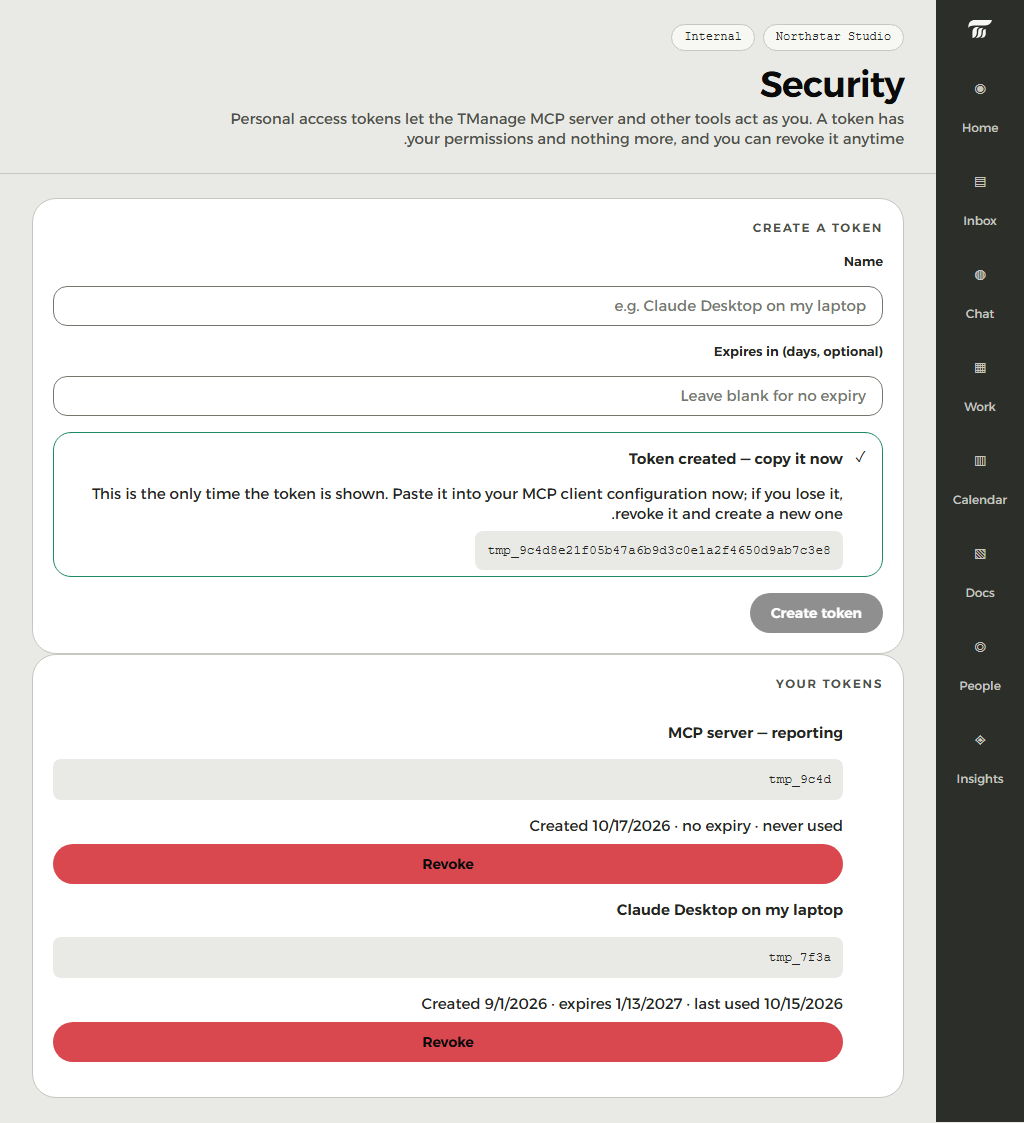 Internal
Northstar Studio
Security
Personal access tokens let the TManage MCP server and other tools act as you. A token has
your permissions and nothing more, and you can revoke it anytime.
Home
Inbox
Chat
Work
Calendar
Docs
People
Insights
CREATE A TOKEN
Name
e.g. Claude Desktop on my laptop
Expires in (days, optional)
Leave blank for no expiry
✓ Token created — copy it now
This is the only time the token is shown. Paste it into your MCP client configuration now; if you lose it,
revoke it and create a new one.
tmp_9c4d8e21f05b47a6b9d3c0e1a2f4650d9ab7c3e8
Create token
YOUR TOKENS
MCP server — reporting
tmp_9c4d
Created 10/17/2026 · no expiry · never used
Revoke
Claude Desktop on my laptop
tmp_7f3a
Created 9/1/2026 · expires 1/13/2027 · last used 10/15/2026
Revoke